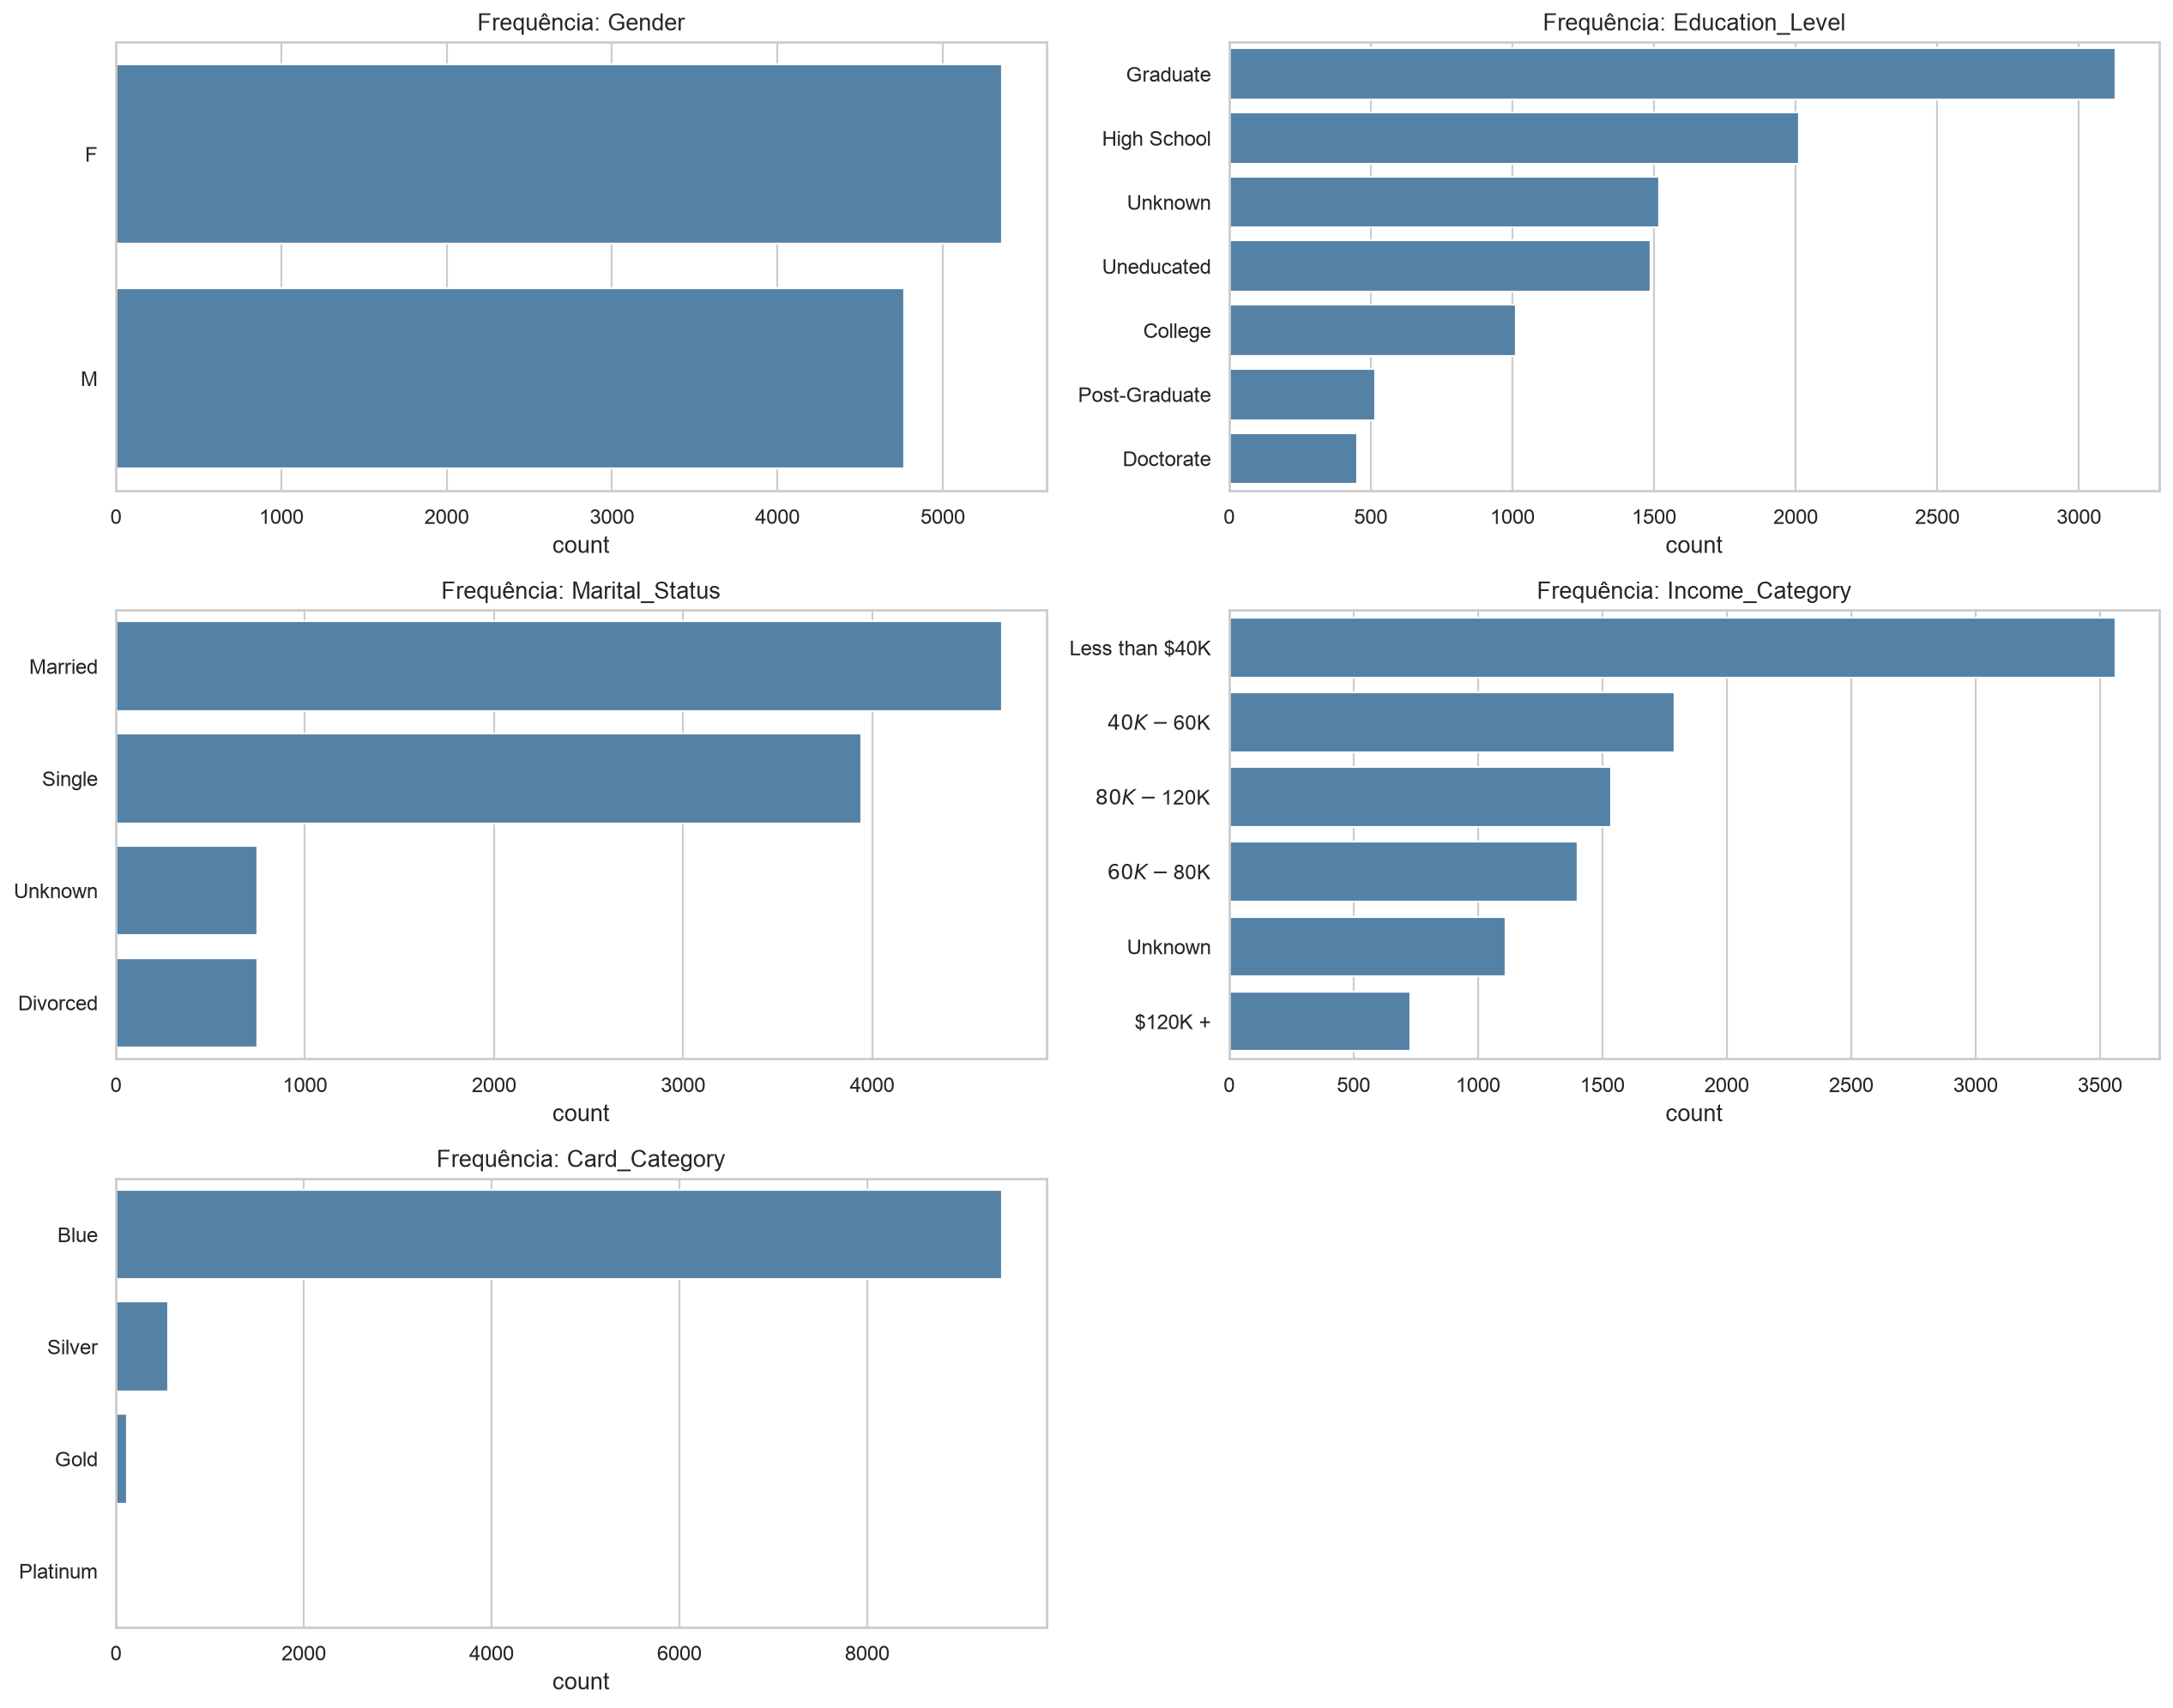 Frequência: Gender
F
M
0 1000 2000 3000 4000 5000
count
Frequência: Education_Level
Graduate
High School
Unknown
Uneducated
College
Post-Graduate
Doctorate
0 500 1000 1500 2000 2500 3000
count
Frequência: Marital_Status
Married
Single
Unknown
Divorced
0 1000 2000 3000 4000
count
Frequência: Income_Category
Less than $40K
40K − 60K
80K − 120K
60K − 80K
Unknown
$120K +
0 500 1000 1500 2000 2500 3000 3500
count
Frequência: Card_Category
Blue
Silver
Gold
Platinum
0 2000 4000 6000 8000
count